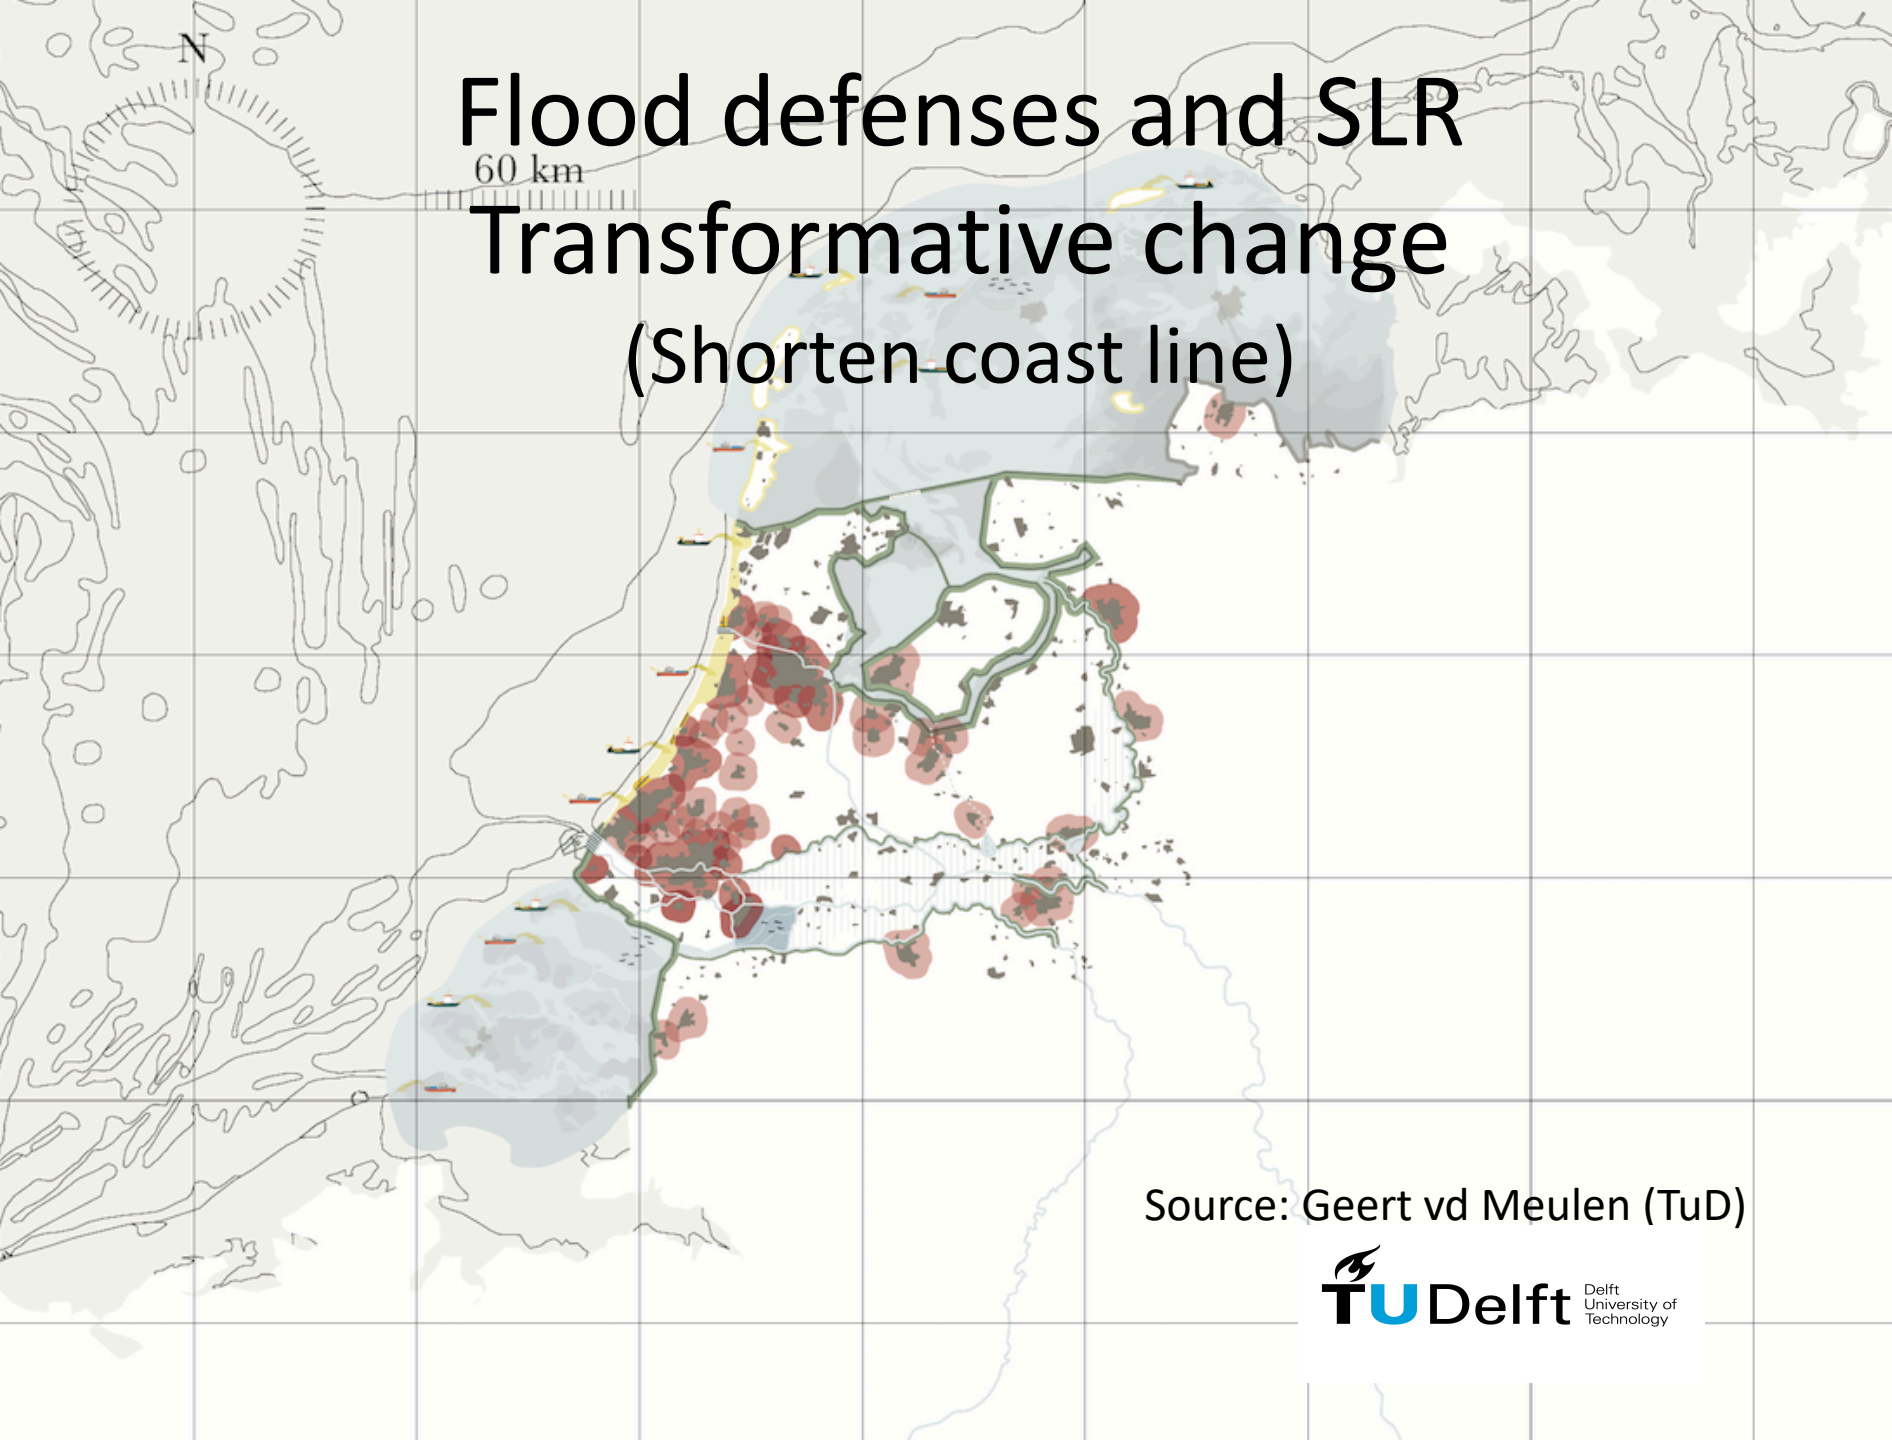 N
Flood defenses and SLR
60 km
Transformative change
(Shorten coast line)
Source: Geert vd Meulen (TuD)
TUDelft
Delft
University of
Technology